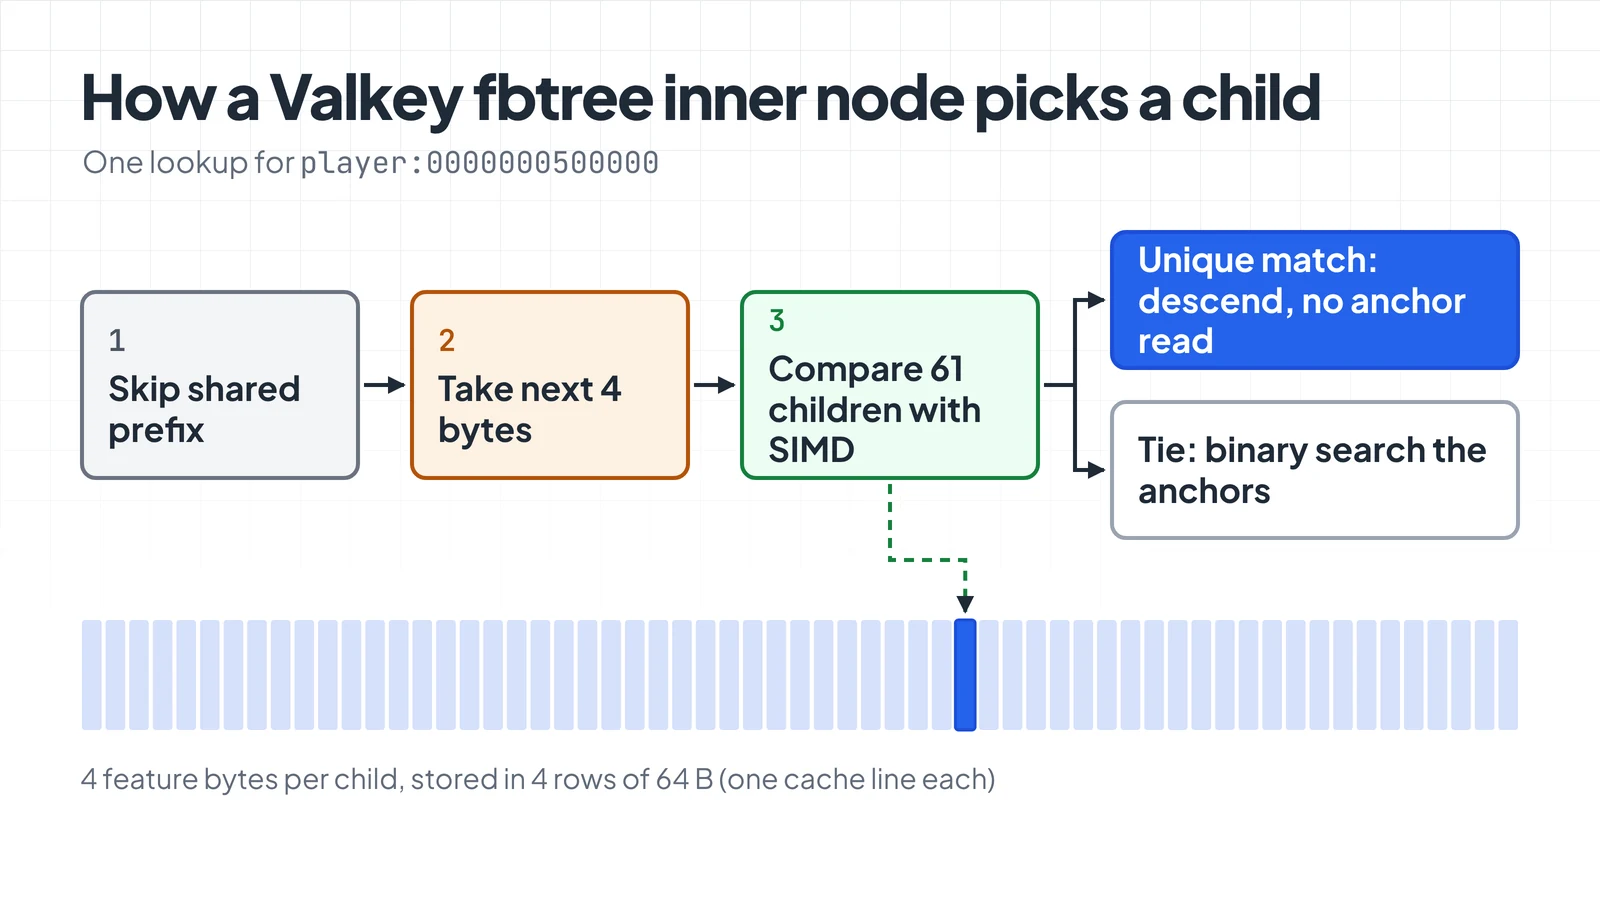 How a Valkey fbtree inner node picks a child
One lookup for player:0000000500000
1
Skip shared
prefix
2
Take next 4
bytes
3
Compare 61
children with
SIMD
Unique match:
descend, no anchor
read
Tie: binary search the
anchors
4 feature bytes per child, stored in 4 rows of 64 B (one cache line each)